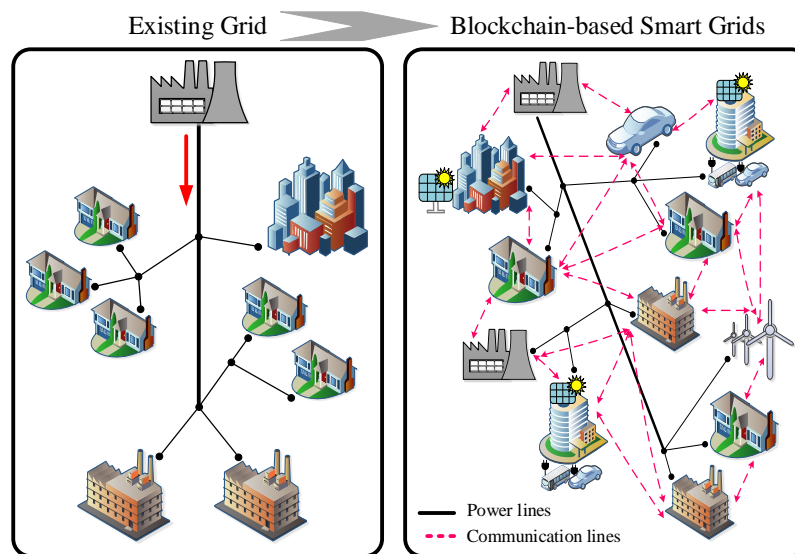 Existing Grid
Blockchain-based Smart Grids
Power lines
Communication lines